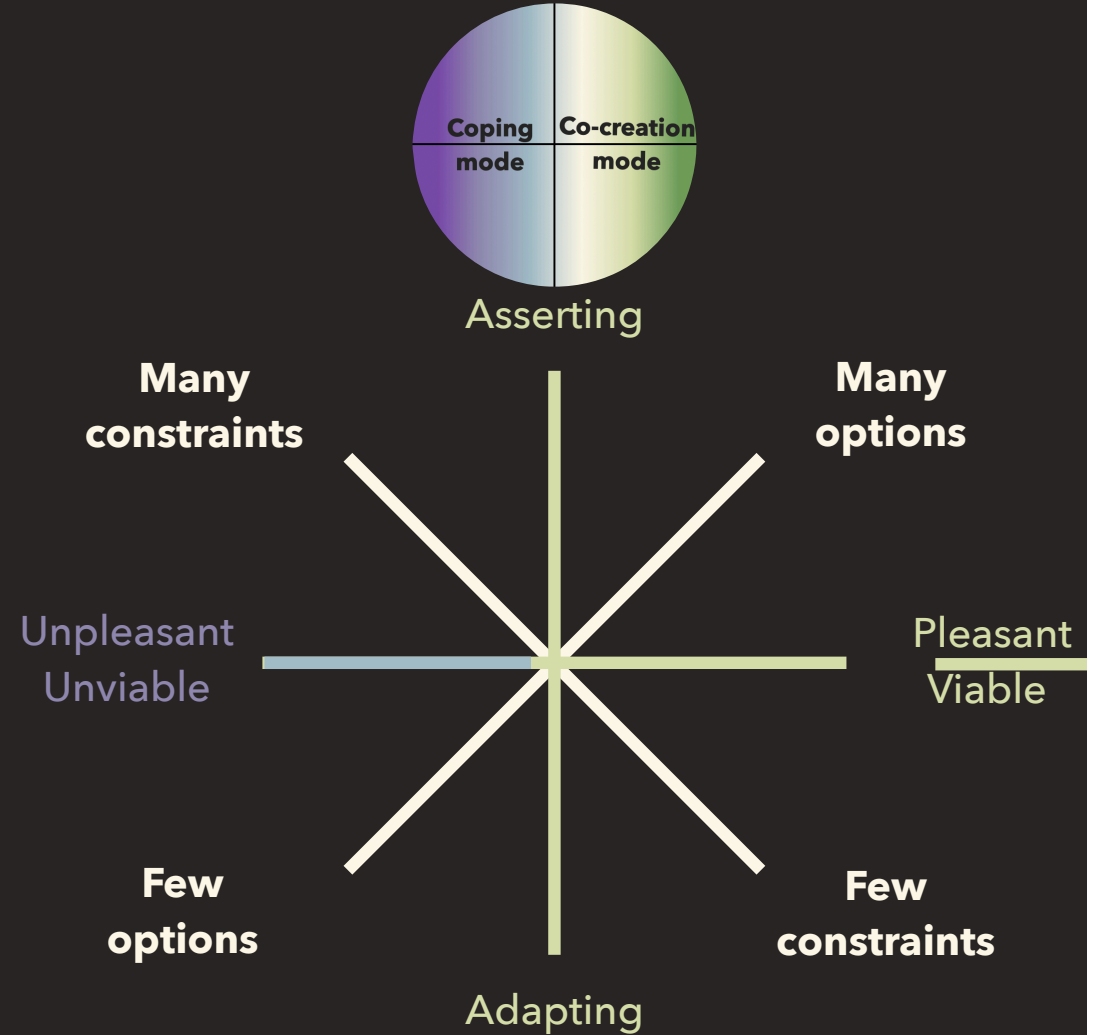 Coping
mode
Co-creation
mode
Asserting
Many
constraints
Many
options
Unpleasant
Unviable
Pleasant
Viable
Few
options
Few
constraints
Adapting